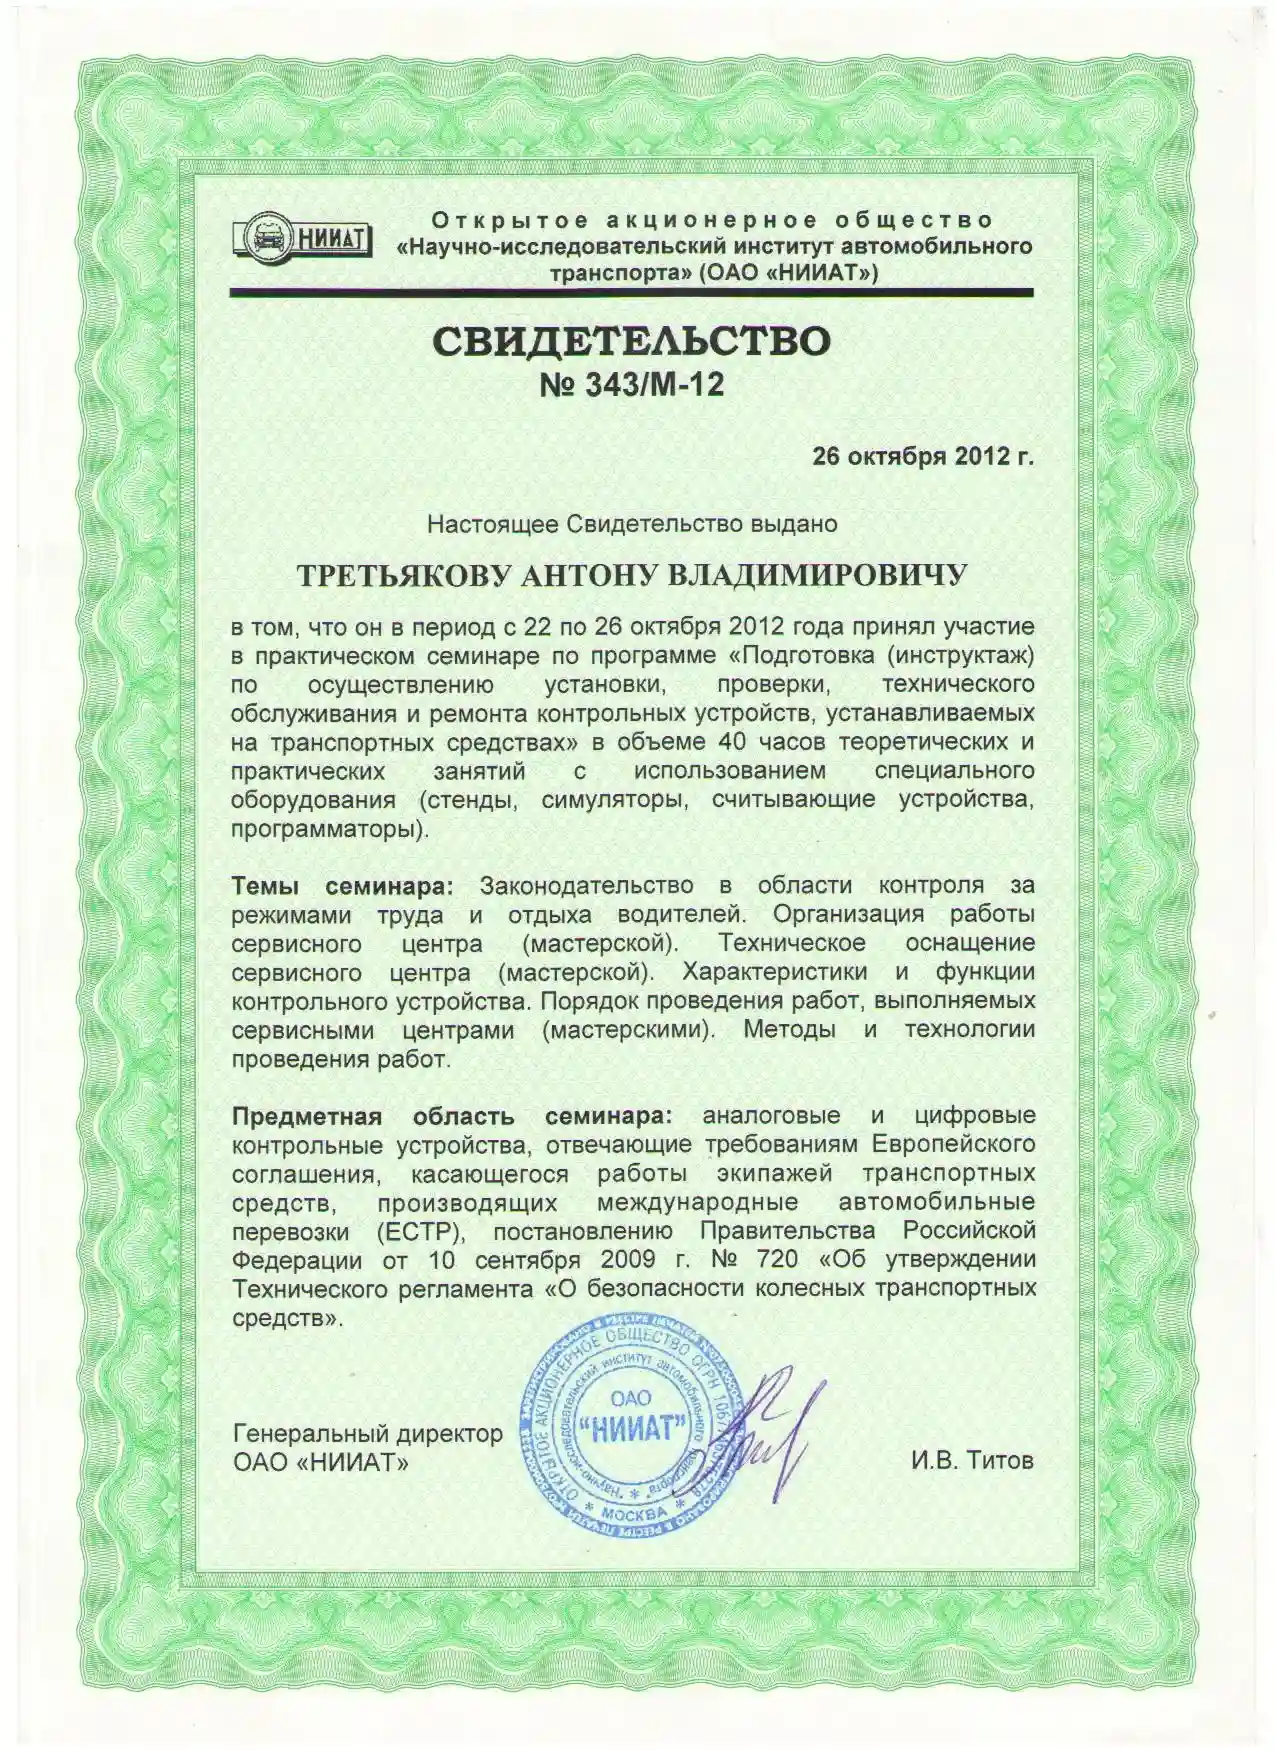 НИИАТ
Открытое акционерное общество
«Научно-исследовательский институт автомобильного
транспорта» (ОАО «НИИАТ»)
СВИДЕТЕЛЬСТВО
№ 343/М-12
26 октября 2012 г.
Настоящее Свидетельство выдано
ТРЕТЬЯКОВУ АНТОНУ ВЛАДИМИРОВИЧУ
в том, что он в период с 22 по 26 октября 2012 года принял участие
в практическом семинаре по программе «Подготовка (инструктаж)
по осуществлению установки, проверки, технического
обслуживания и ремонта контрольных устройств, устанавливаемых
на транспортных средствах» в объеме 40 часов теоретических и
практических занятий с использованием специального
оборудования (стенды, симуляторы, считывающие устройства,
программаторы).
Темы семинара: Законодательство в области контроля за
режимами труда и отдыха водителей. Организация работы
сервисного центра (мастерской). Техническое оснащение
сервисного центра (мастерской). Характеристики и функции
контрольного устройства. Порядок проведения работ, выполняемых
сервисными центрами (мастерскими). Методы и технологии
проведения работ.
Предметная область семинара: аналоговые и цифровые
контрольные устройства, отвечающие требованиям Европейского
соглашения, касающегося работы экипажей транспортных
средств, производящих международные автомобильные
перевозки (ЕСТР), постановлению Правительства Российской
Федерации от 10 сентября 2009 г. № 720 «Об утверждении
Технического регламента «О безопасности колесных транспортных
средств».
ОТКРЫТОЕ АКЦИОНЕРНОЕ ОБЩЕСТВО ОГРН
* МОСКВА *
"Научно-исследовательский институт автомобильного транспорта" *
ОАО
"НИИАТ"
Генеральный директор
ОАО «НИИАТ»
И.В. Титов